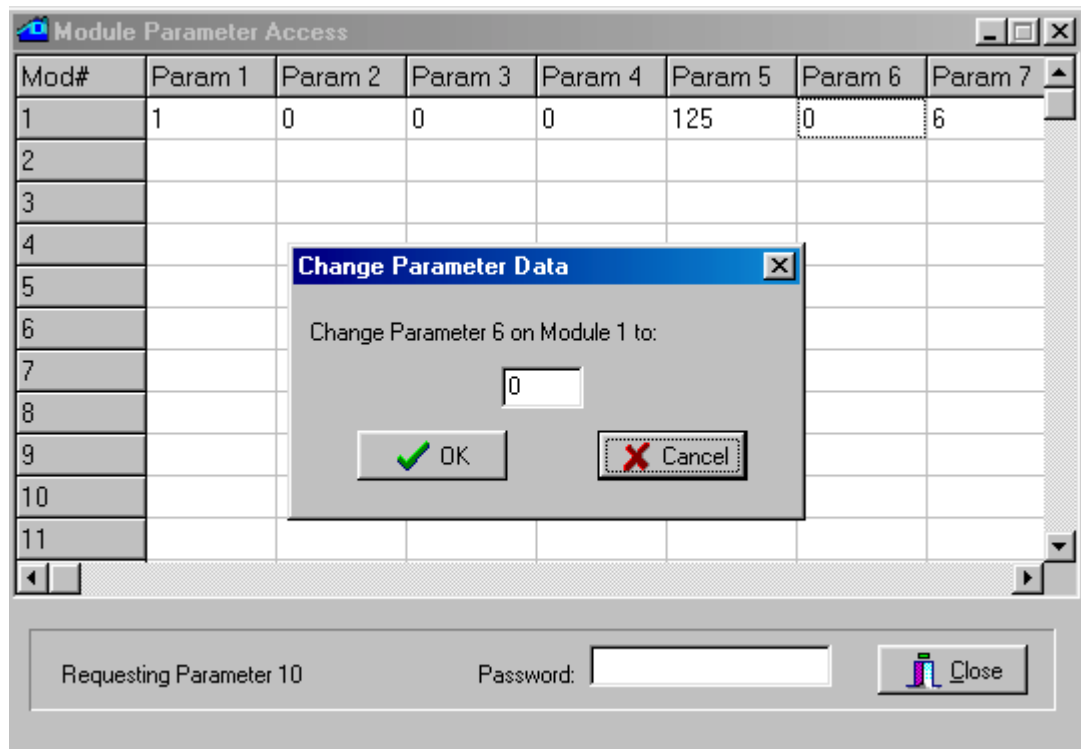 Module Parameter Access
Mod# Param 1 Param 2 Param 3 Param 4 Param 5 Param 6 Param 7
1 1 0 0 0 125 0 6
2
3
4
5
6
7
8
9
10
11
Change Parameter Data
Change Parameter 6 on Module 1 to:
0
OK Cancel
Requesting Parameter 10 Password: Close